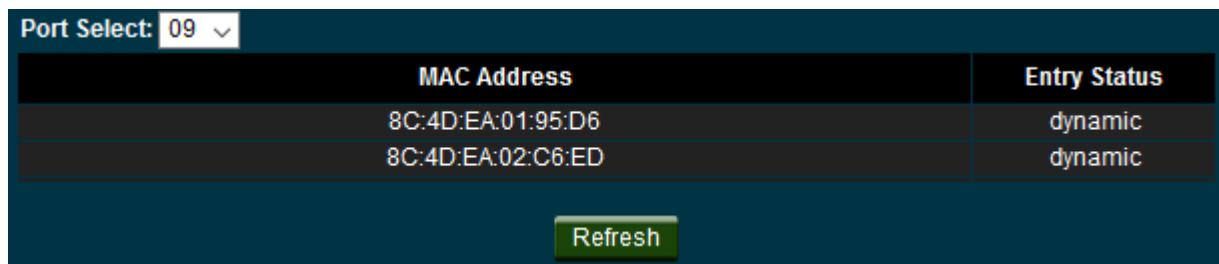 Port Select: 09
MAC Address Entry Status
8C:4D:EA:01:95:D6 dynamic
8C:4D:EA:02:C6:ED dynamic
Refresh